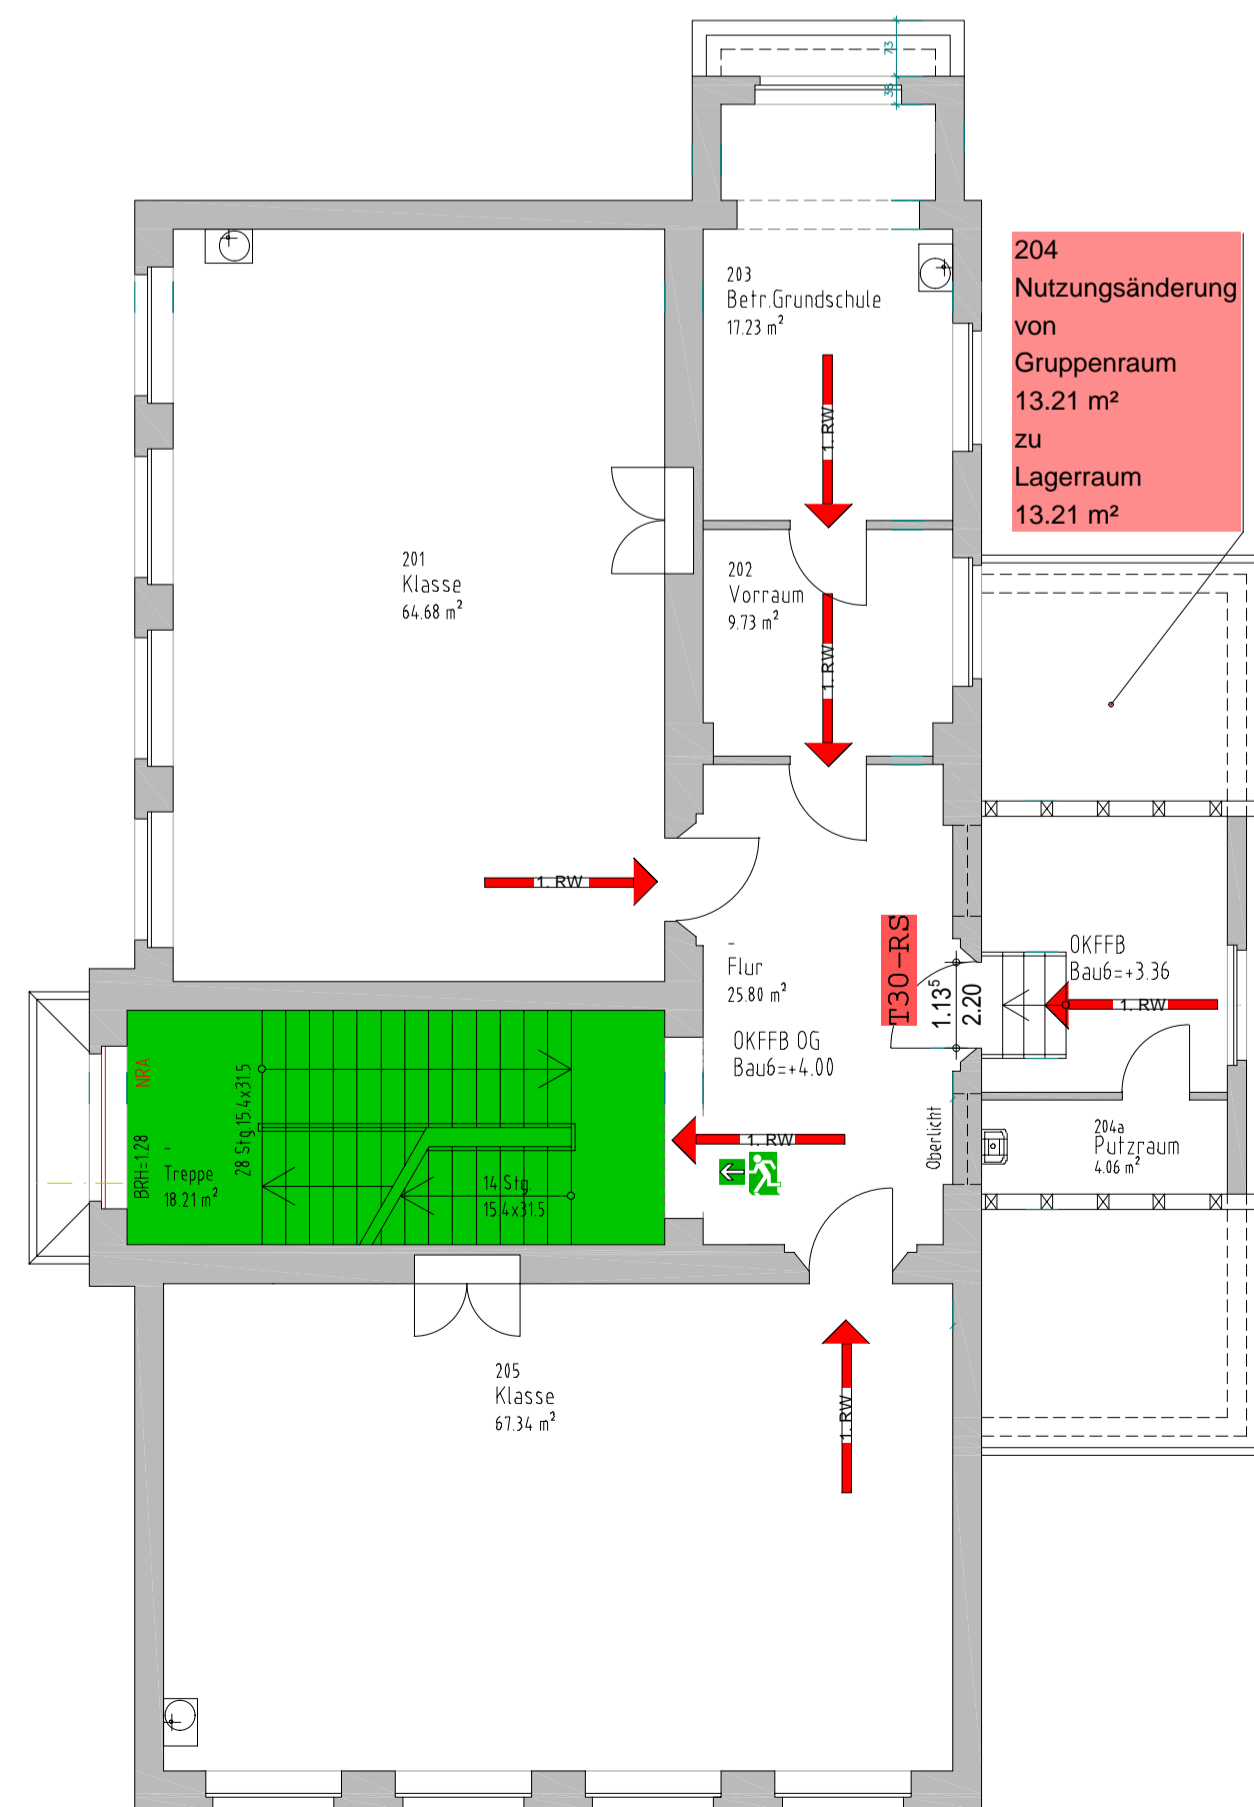 73
38
204
Nutzungsänderung
von
Gruppenraum
13.21 m²
zu
Lagerraum
13.21 m²
203
Betr.Grundschule
17.23 m²
1. RW
201
Klasse
64.68 m²
202
Vorraum
9.73 m²
1. RW
1. RW
-
Flur
25.80 m²
OKFFB OG
Bau6=+4.00
T30-RS
1.13⁵
2.20
OKFFB
Bau6=+3.36
1. RW
NRA
BRH=1.28
-
Treppe
18.21 m²
28 Stg.15.4x31.5
14 Stg.
15.4x31.5
1. RW
Oberlicht
204a
Putzraum
4.06 m²
205
Klasse
67.34 m²
1. RW